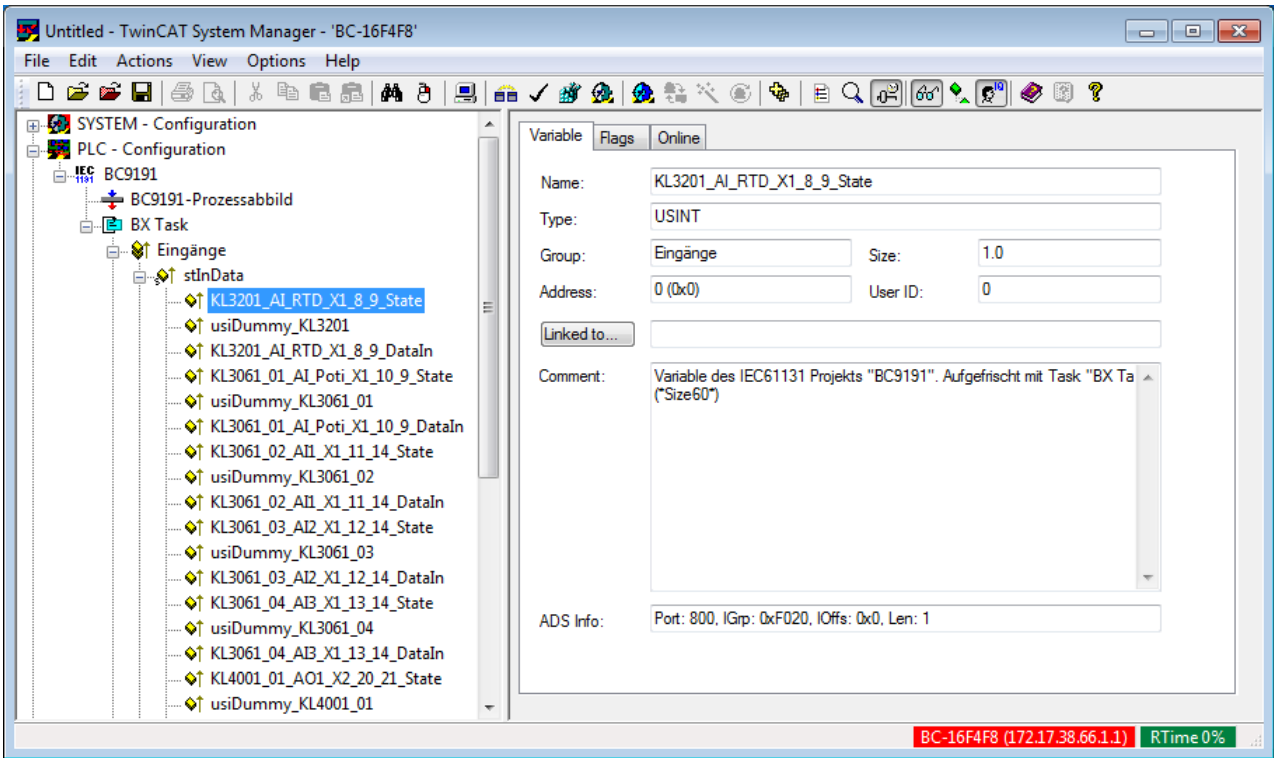 Untitled - TwinCAT System Manager - 'BC-16F4F8'
File Edit Actions View Options Help
SYSTEM - Configuration
PLC - Configuration
IEC 1131 BC9191
BC9191-Prozessabbild
BX Task
Eingänge
stInData
KL3201_AI_RTD_X1_8_9_State
usiDummy_KL3201
KL3201_AI_RTD_X1_8_9_DataIn
KL3061_01_AI_Poti_X1_10_9_State
usiDummy_KL3061_01
KL3061_01_AI_Poti_X1_10_9_DataIn
KL3061_02_AI1_X1_11_14_State
usiDummy_KL3061_02
KL3061_02_AI1_X1_11_14_DataIn
KL3061_03_AI2_X1_12_14_State
usiDummy_KL3061_03
KL3061_03_AI2_X1_12_14_DataIn
KL3061_04_AI3_X1_13_14_State
usiDummy_KL3061_04
KL3061_04_AI3_X1_13_14_DataIn
KL4001_01_AO1_X2_20_21_State
usiDummy_KL4001_01
Variable Flags Online
Name: KL3201_AI_RTD_X1_8_9_State
Type: USINT
Group: Eingänge Size: 1.0
Address: 0 (0x0) User ID: 0
Linked to...
Comment: Variable des IEC61131 Projekts "BC9191". Aufgefrischt mit Task "BX Ta
(*Size60*)
ADS Info: Port: 800, IGrp: 0xF020, IOffs: 0x0, Len: 1
BC-16F4F8 (172.17.38.66.1.1) RTime 0%